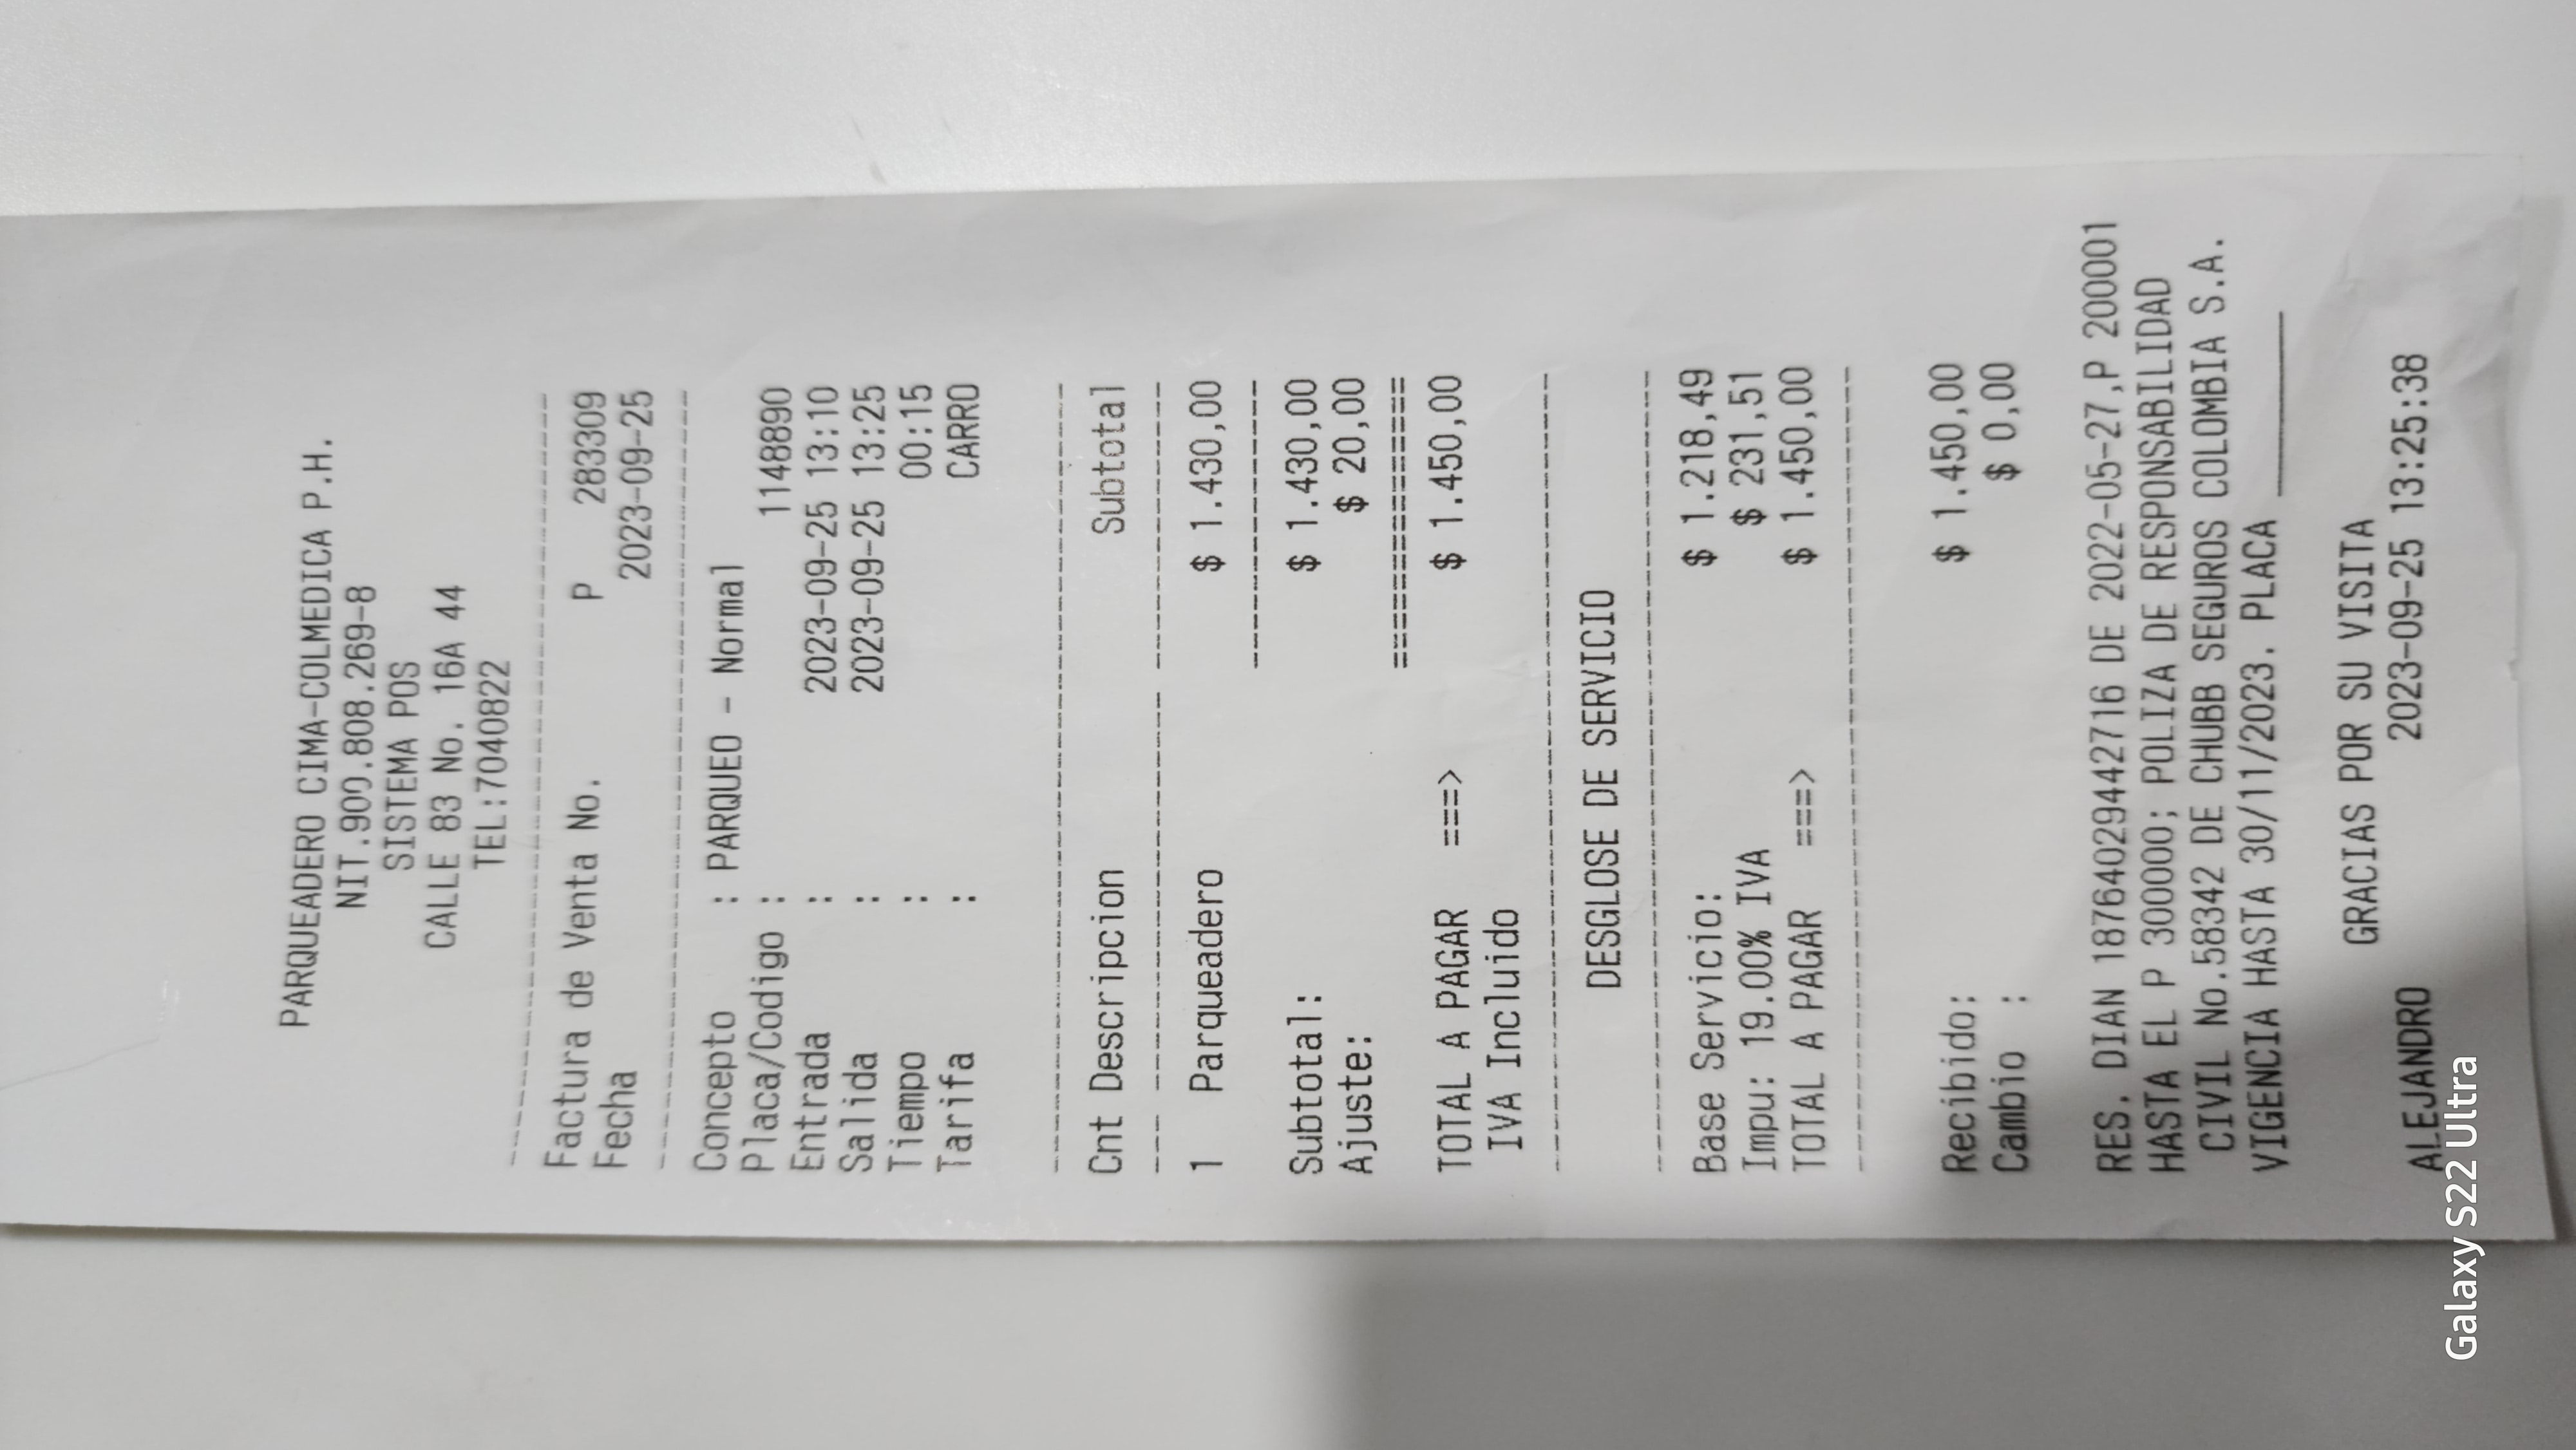 PARQUEADERO CIMA-COLMEDICA P.H.
NIT.900.808.269-8
SISTEMA POS
CALLE 83 No. 16A 44
TEL:7040822
Factura de Venta No. P 283309
Fecha 2023-09-25
Concepto : PARQUEO - Normal
Placa/Codigo : 1148890
Entrada : 2023-09-25 13:10
Salida : 2023-09-25 13:25
Tiempo : 00:15
Tarifa : CARRO
Cnt Descripcion Subtotal
1 Parqueadero $ 1.430,00
Subtotal: $ 1.430,00
Ajuste: $ 20,00
TOTAL A PAGAR ===> $ 1.450,00
IVA Incluido
DESGLOSE DE SERVICIO
Base Servicio: $ 1.218,49
Impu: 19.00% IVA $ 231,51
TOTAL A PAGAR ===> $ 1.450,00
Recibido: $ 1.450,00
Cambio : $ 0,00
RES. DIAN 18764029442716 DE 2022-05-27,P 200001
HASTA EL P 300000; POLIZA DE RESPONSABILIDAD
CIVIL No.58342 DE CHUBB SEGUROS COLOMBIA S.A.
VIGENCIA HASTA 30/11/2023. PLACA ________
GRACIAS POR SU VISITA
ALEJANDRO 2023-09-25 13:25:38
Galaxy S22 Ultra